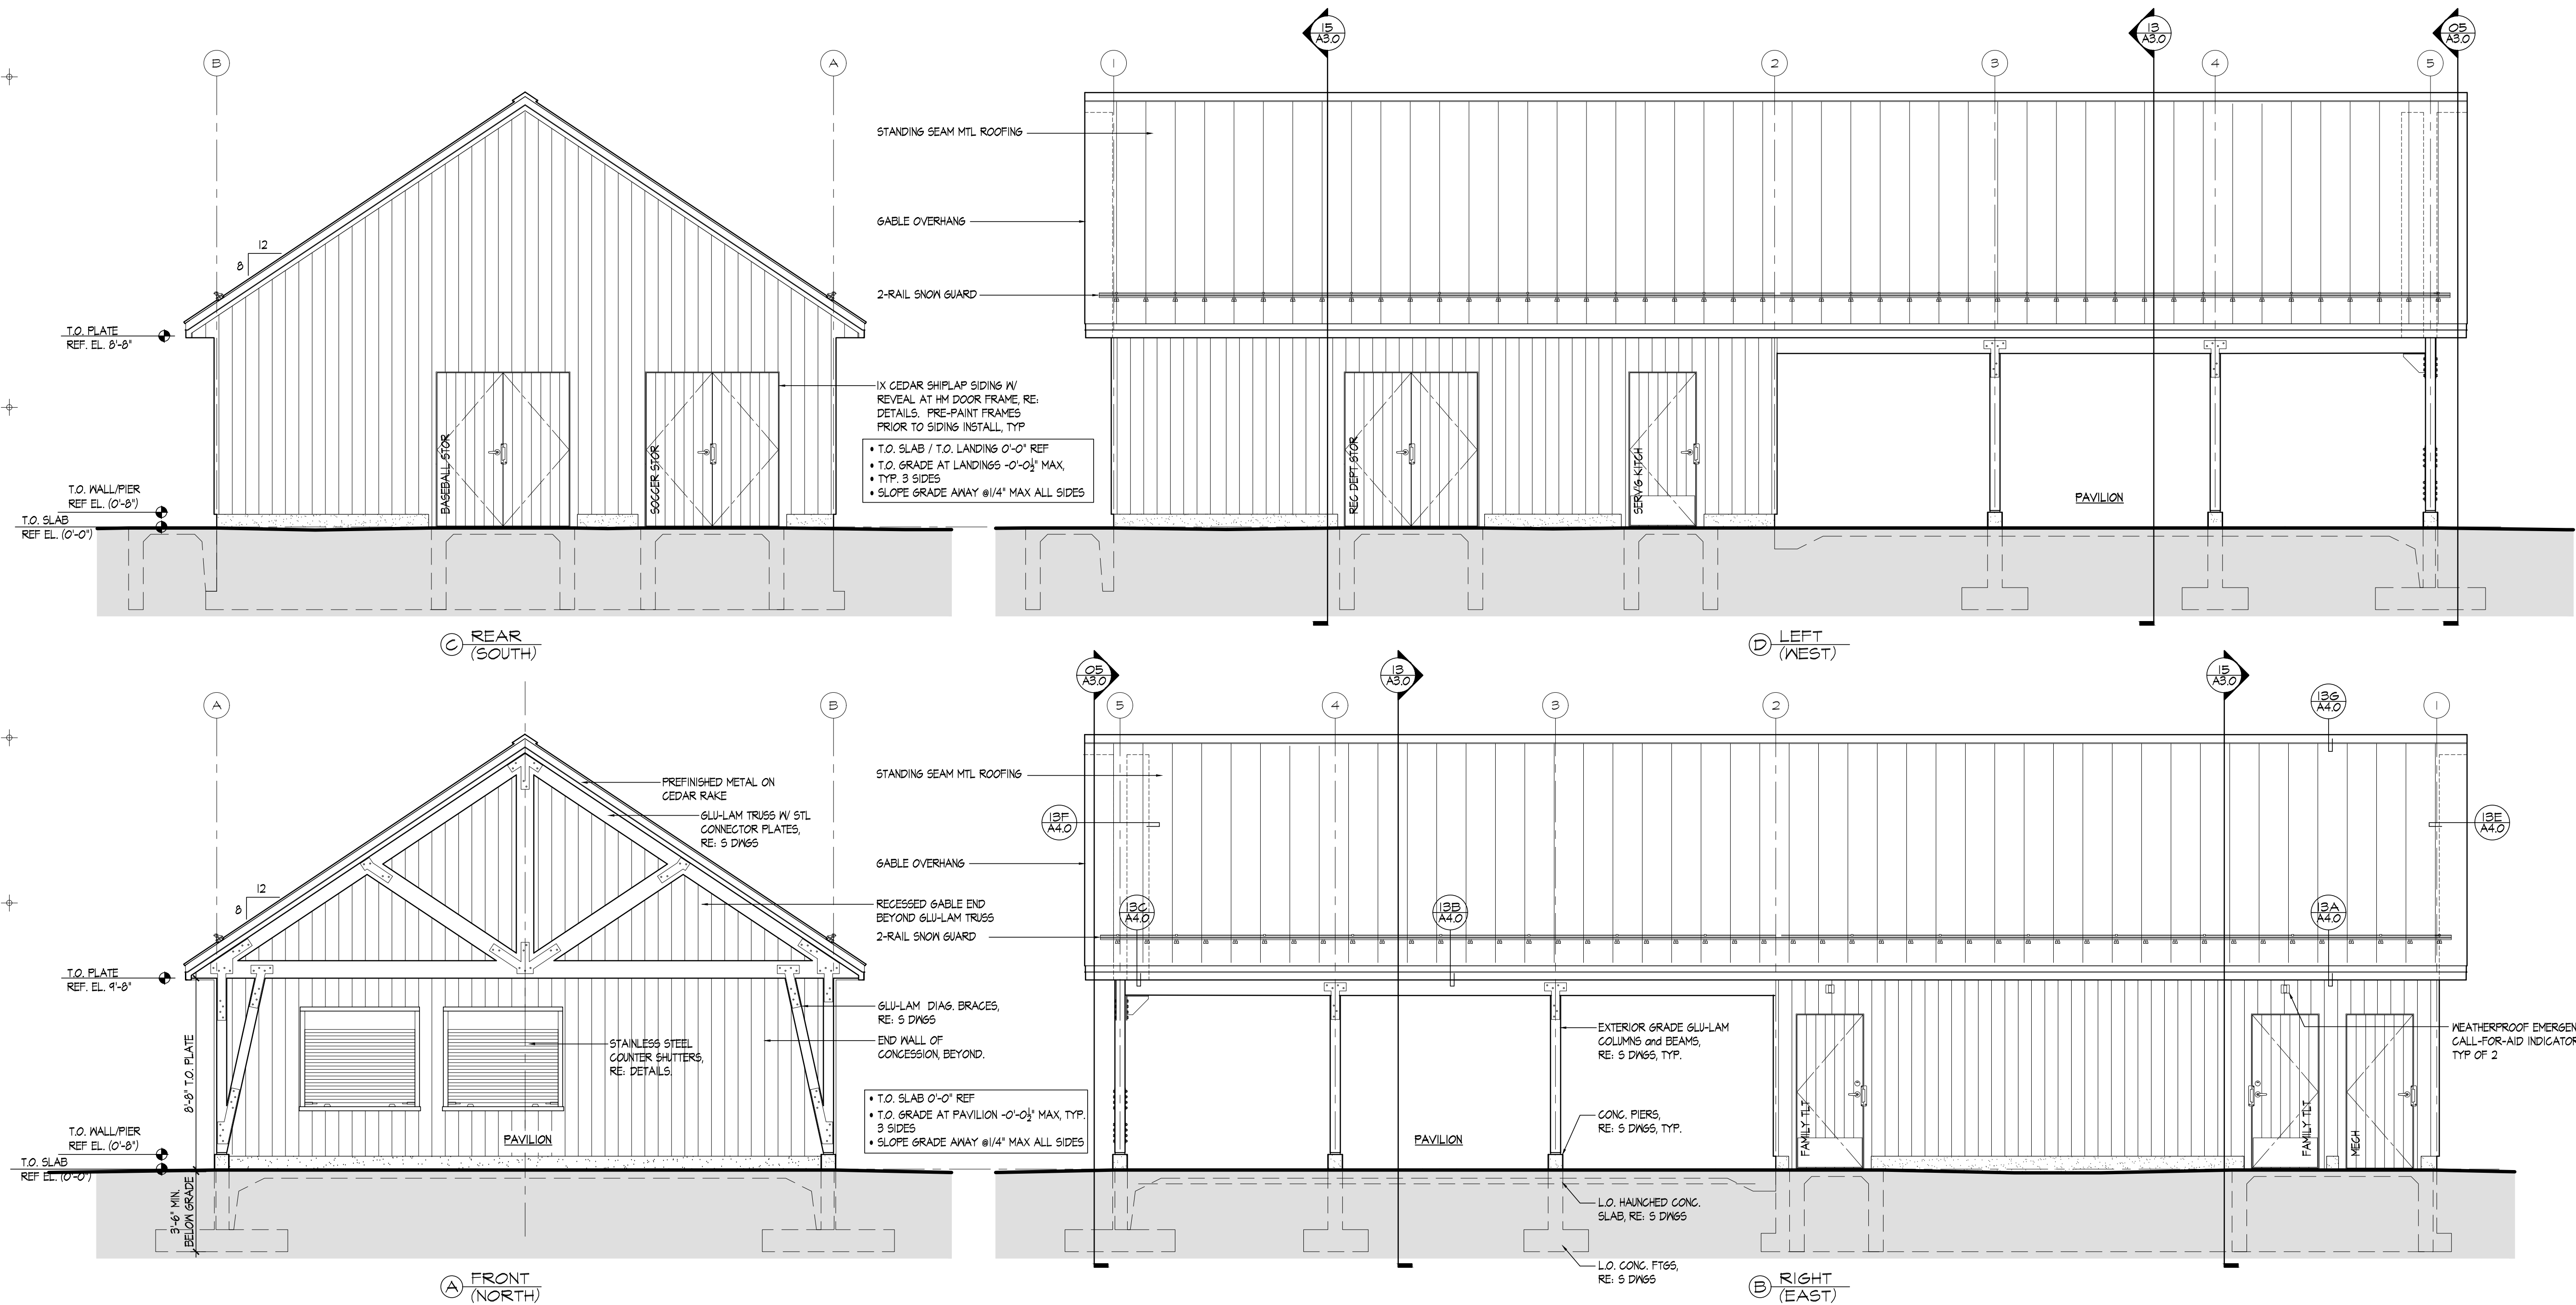 B
A
15
A3.0
13
A3.0
05
A3.0
1
2
3
4
5
STANDING SEAM MTL ROOFING
GABLE OVERHANG
12
8
2-RAIL SNOW GUARD
T.O. PLATE
REF. EL. 8'-8"
1X CEDAR SHIPLAP SIDING W/
REVEAL AT HM DOOR FRAME, RE:
DETAILS. PRE-PAINT FRAMES
PRIOR TO SIDING INSTALL, TYP
• T.O. SLAB / T.O. LANDING 0'-0" REF
• T.O. GRADE AT LANDINGS -0'-0½" MAX,
• TYP. 3 SIDES
• SLOPE GRADE AWAY @1/4" MAX ALL SIDES
BASEBALL STOR
SOCCER STOR
REC DEPT STOR
SERV'G KITCH
PAVILION
T.O. WALL/PIER
REF EL. (0'-8")
T.O. SLAB
REF EL. (0'-0")
C
REAR
(SOUTH)
D
LEFT
(WEST)
A
B
05
A3.0
13
A3.0
15
A3.0
5
4
3
2
1
13G
A4.0
PREFINISHED METAL ON
CEDAR RAKE
GLU-LAM TRUSS W/ STL
CONNECTOR PLATES,
RE: S DWGS
STANDING SEAM MTL ROOFING
13F
A4.0
13E
A4.0
GABLE OVERHANG
12
8
RECESSED GABLE END
BEYOND GLU-LAM TRUSS
2-RAIL SNOW GUARD
13C
A4.0
13B
A4.0
13A
A4.0
T.O. PLATE
REF. EL. 9'-8"
8'-8" T.O. PLATE
GLU-LAM DIAG. BRACES,
RE: S DWGS
STAINLESS STEEL
COUNTER SHUTTERS,
RE: DETAILS.
END WALL OF
CONCESSION, BEYOND.
EXTERIOR GRADE GLU-LAM
COLUMNS and BEAMS,
RE: S DWGS, TYP.
WEATHERPROOF EMERGEN
CALL-FOR-AID INDICATOR
TYP OF 2
• T.O. SLAB 0'-0" REF
• T.O. GRADE AT PAVILION -0'-0½" MAX, TYP.
3 SIDES
• SLOPE GRADE AWAY @1/4" MAX ALL SIDES
CONC. PIERS,
RE: S DWGS, TYP.
PAVILION
PAVILION
FAMILY TLT
FAMILY TLT
MECH
T.O. WALL/PIER
REF EL. (0'-8")
T.O. SLAB
REF EL. (0'-0")
3'-6" MIN.
BELOW GRADE
L.O. HAUNCHED CONC.
SLAB, RE: S DWGS
L.O. CONC. FTGS,
RE: S DWGS
A
FRONT
(NORTH)
B
RIGHT
(EAST)